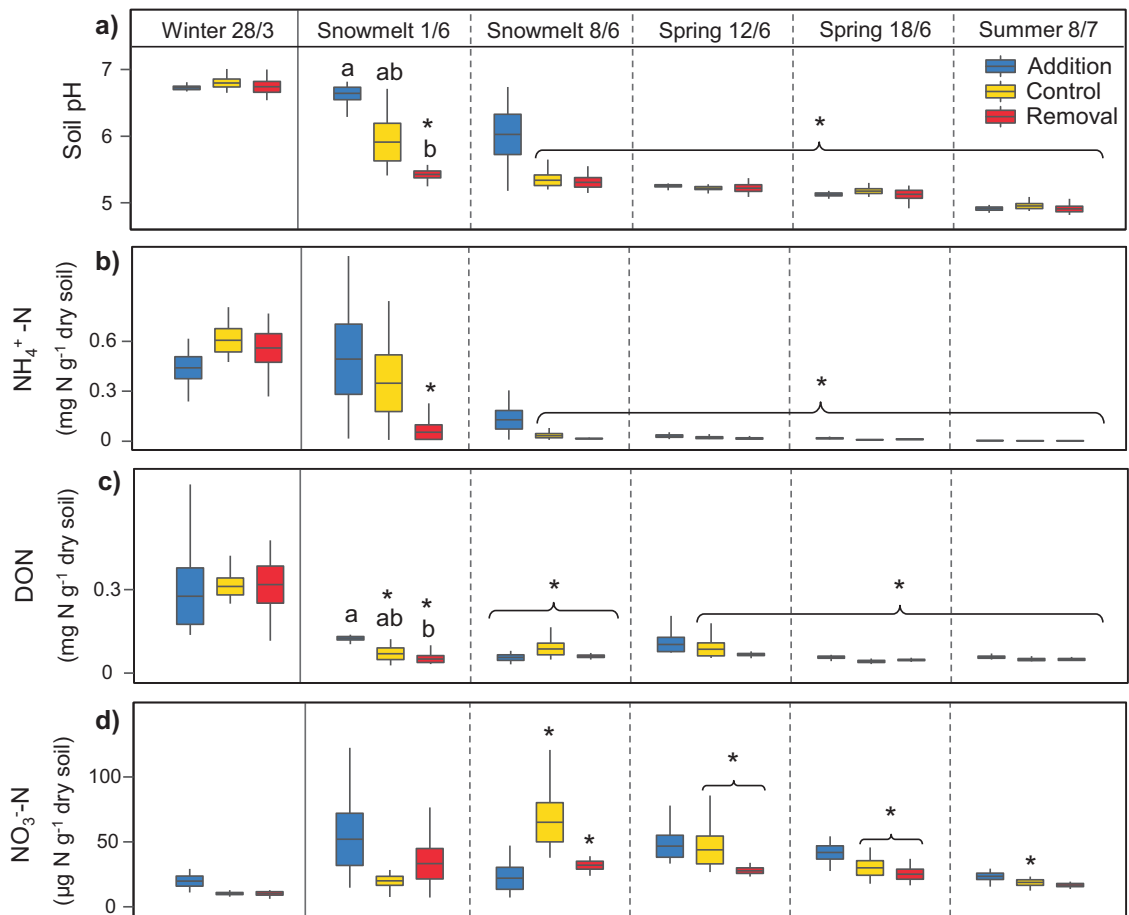 a)
Winter 28/3 Snowmelt 1/6 Snowmelt 8/6 Spring 12/6 Spring 18/6 Summer 8/7
Soil pH
7
6
5
a
ab
*
b
*
Addition
Control
Removal
b)
NH₄⁺ -N
(mg N g⁻¹ dry soil)
0.6
0.3
0
*
*
c)
DON
(mg N g⁻¹ dry soil)
0.3
0
a
*
ab
*
b
*
*
d)
NO₃⁻-N
(µg N g⁻¹ dry soil)
100
50
0
*
*
*
*
*